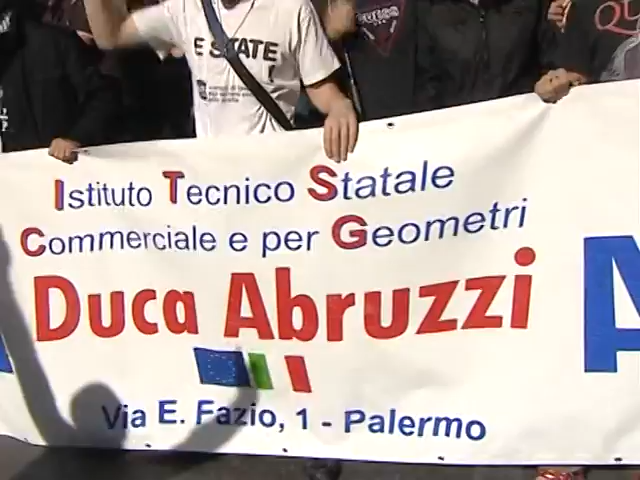 E STATE
Istituto Tecnico Statale
Commerciale e per Geometri
Duca Abruzzi
Via E. Fazio, 1 - Palermo